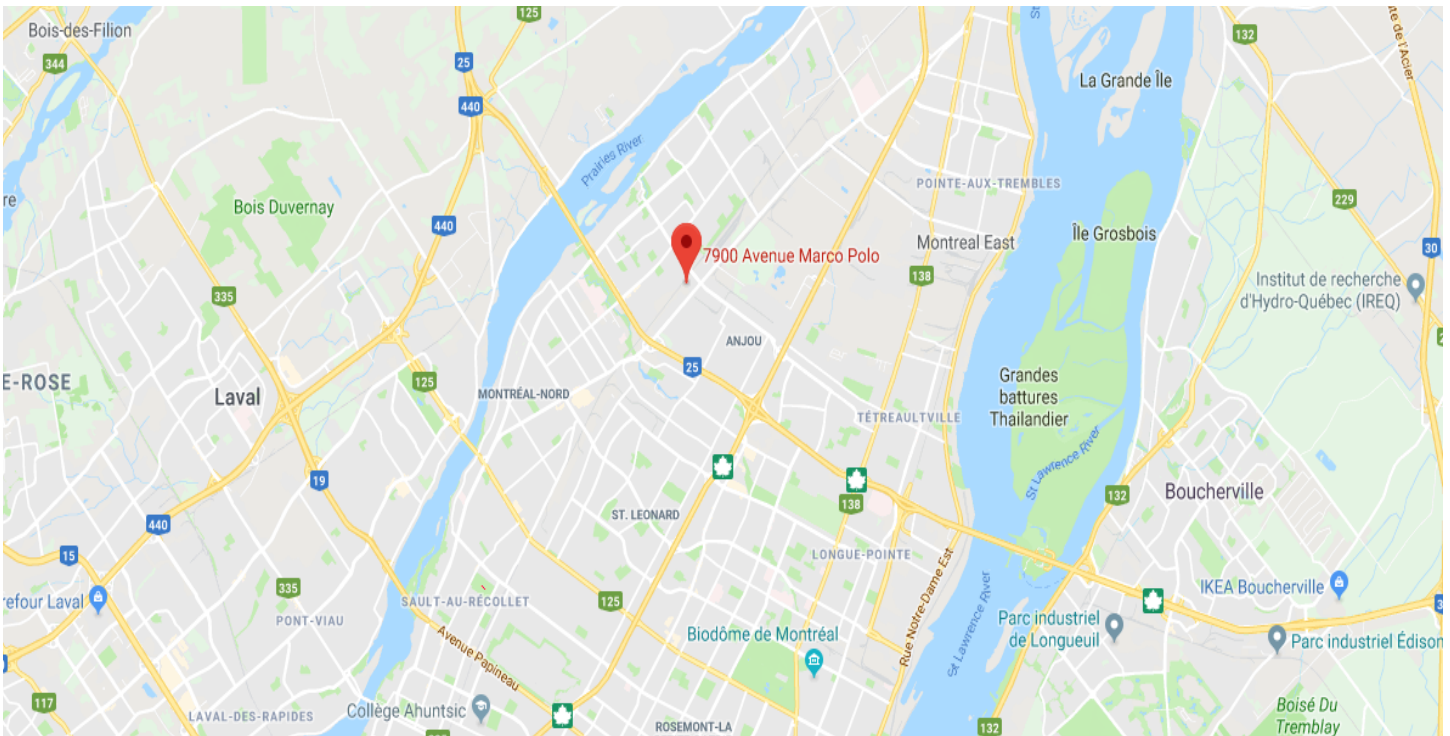 125
132
Bois-des-Filion
344
25
440
La Grande Île
te de l'Acier
Prairies River
POINTE-AUX-TREMBLES
229
re
Bois Duvernay
440
Île Grosbois
Montreal East
30
7900 Avenue Marco Polo
138
Institut de recherche
d'Hydro-Québec (IREQ)
335
ANJOU
25
E-ROSE
125
Laval
MONTRÉAL-NORD
Grandes
battures
Thailandier
TÉTREAULTVILLE
St Lawrence River
19
132
Boucherville
138
ST. LEONARD
440
15
LONGUE-POINTE
Rue Notre-Dame Est
St Lawrence River
335
refour Laval
SAULT-AU-RÉCOLLET
125
IKEA Boucherville
PONT-VIAU
Parc industriel
de Longueuil
Biodôme de Montréal
Parc industriel Édison
Avenue Papineau
117
LAVAL-DES-RAPIDES
Collège Ahuntsic
ROSEMONT-LA
132
Boisé Du
Tremblay